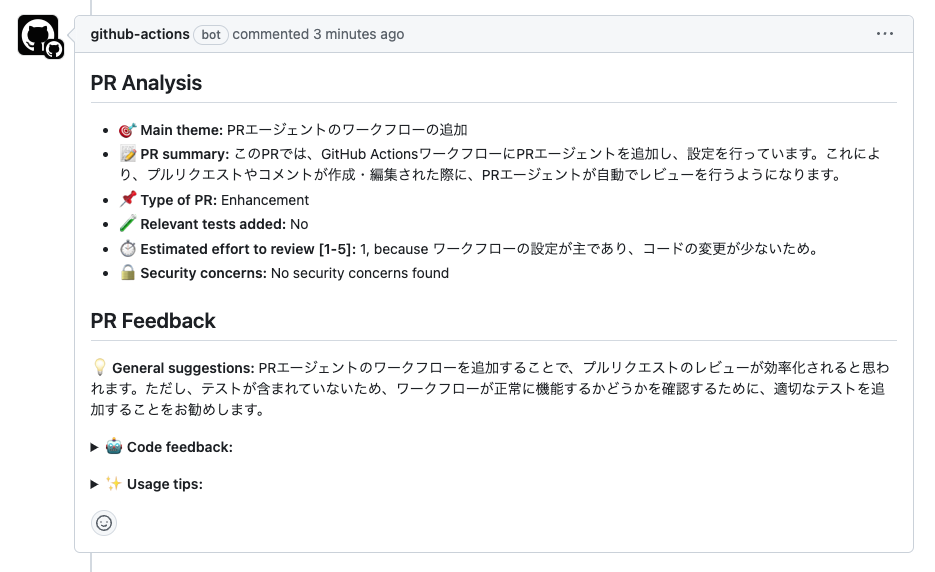 github-actions bot commented 3 minutes ago
PR Analysis
🎯 Main theme: PRエージェントのワークフローの追加
📝 PR summary: このPRでは、GitHub ActionsワークフローにPRエージェントを追加し、設定を行っています。これによ
り、プルリクエストやコメントが作成・編集された際に、PRエージェントが自動でレビューを行うようになります。
📌 Type of PR: Enhancement
🧪 Relevant tests added: No
⏱️ Estimated effort to review [1-5]: 1, because ワークフローの設定が主であり、コードの変更が少ないため。
🔒 Security concerns: No security concerns found
PR Feedback
💡 General suggestions: PRエージェントのワークフローを追加することで、プルリクエストのレビューが効率化されると思わ
れます。ただし、テストが含まれていないため、ワークフローが正常に機能するかどうかを確認するために、適切なテストを追
加することをお勧めします。
🤖 Code feedback:
✨ Usage tips: